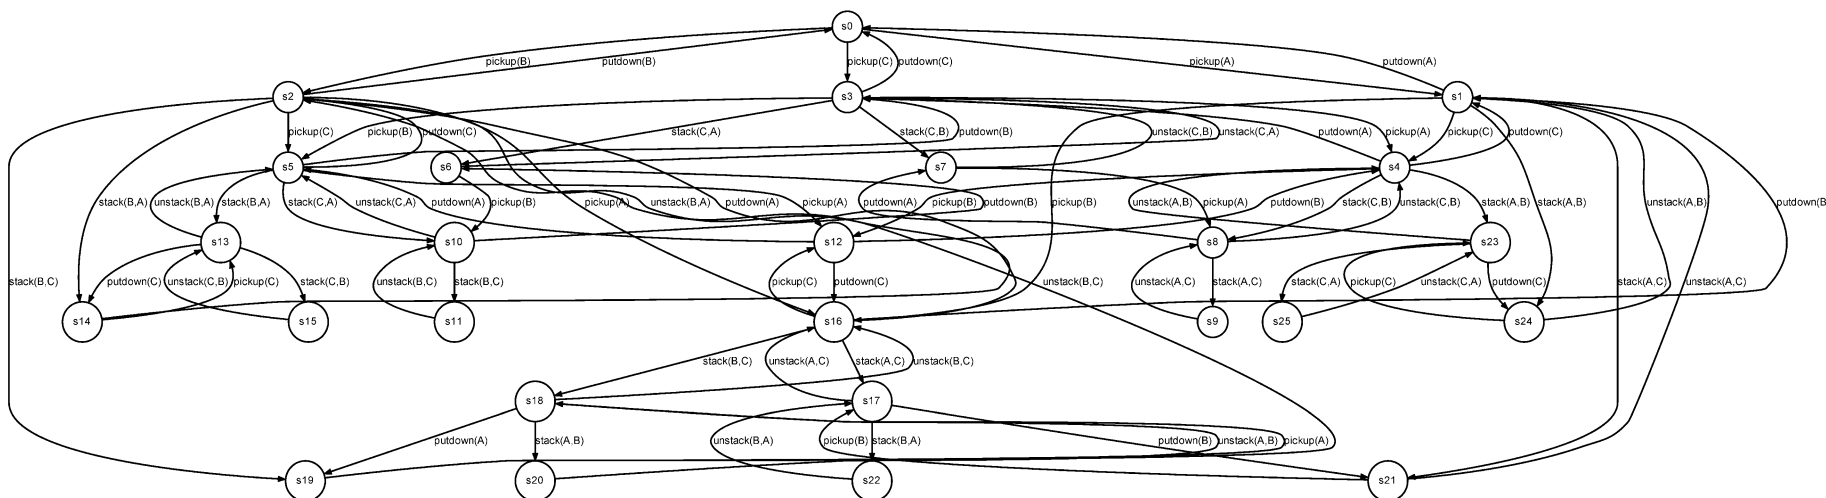 s0
pickup(B) putdown(B) pickup(C) putdown(C) pickup(A) putdown(A)
s2 s3 s1
pickup(C) pickup(B) putdown(C) stack(C,A) stack(C,B) putdown(B) unstack(C,B) unstack(C,A) putdown(A) pickup(A) pickup(C) putdown(C)
s5 s6 s7 s4
stack(B,A) unstack(B,A) stack(B,A) stack(C,A) unstack(C,A) putdown(A) pickup(B) pickup(A) unstack(B,A) putdown(A) pickup(A) putdown(A) pickup(B) putdown(B) pickup(B) unstack(A,B) pickup(A) putdown(B) stack(C,B) unstack(C,B) stack(A,B) stack(A,B) unstack(A,B) putdown(B
s13 s10 s12 s8 s23
stack(B,C) putdown(C) unstack(C,B) pickup(C) stack(C,B) unstack(B,C) stack(B,C) pickup(C) putdown(C) unstack(B,C) unstack(A,C) stack(A,C) stack(C,A) pickup(C) unstack(C,A) putdown(C) stack(A,C) unstack(A,C)
s14 s15 s11 s16 s9 s25 s24
stack(B,C) unstack(A,C) stack(A,C) unstack(B,C)
s18 s17
putdown(A) stack(A,B) unstack(B,A) pickup(B) stack(B,A) putdown(B) unstack(A,B) pickup(A)
s19 s20 s22 s21